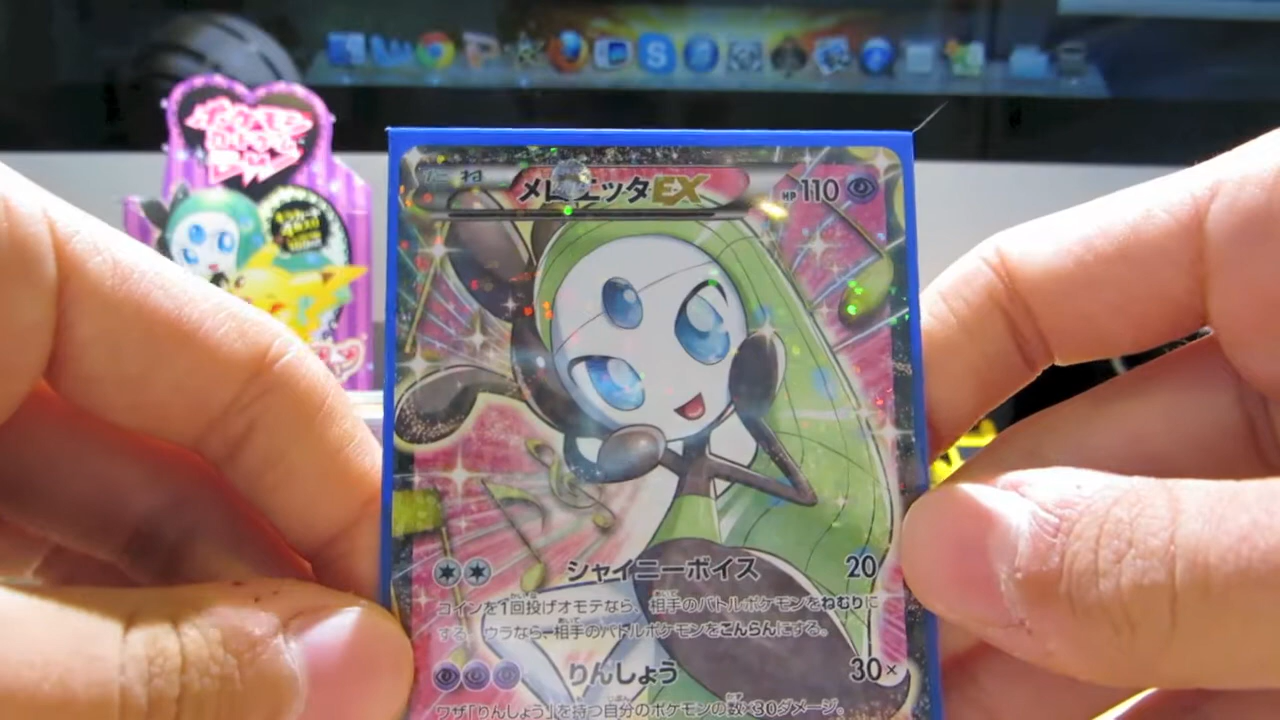 たね メロエッタEX HP110
シャイニーボイス 20
コインを1回投げオモテなら、相手のバトルポケモンをねむりに
する。ウラなら、相手のバトルポケモンをこんらんにする。
りんしょう 30×
ワザ「りんしょう」を持つ自分のポケモンの数×30ダメージ。